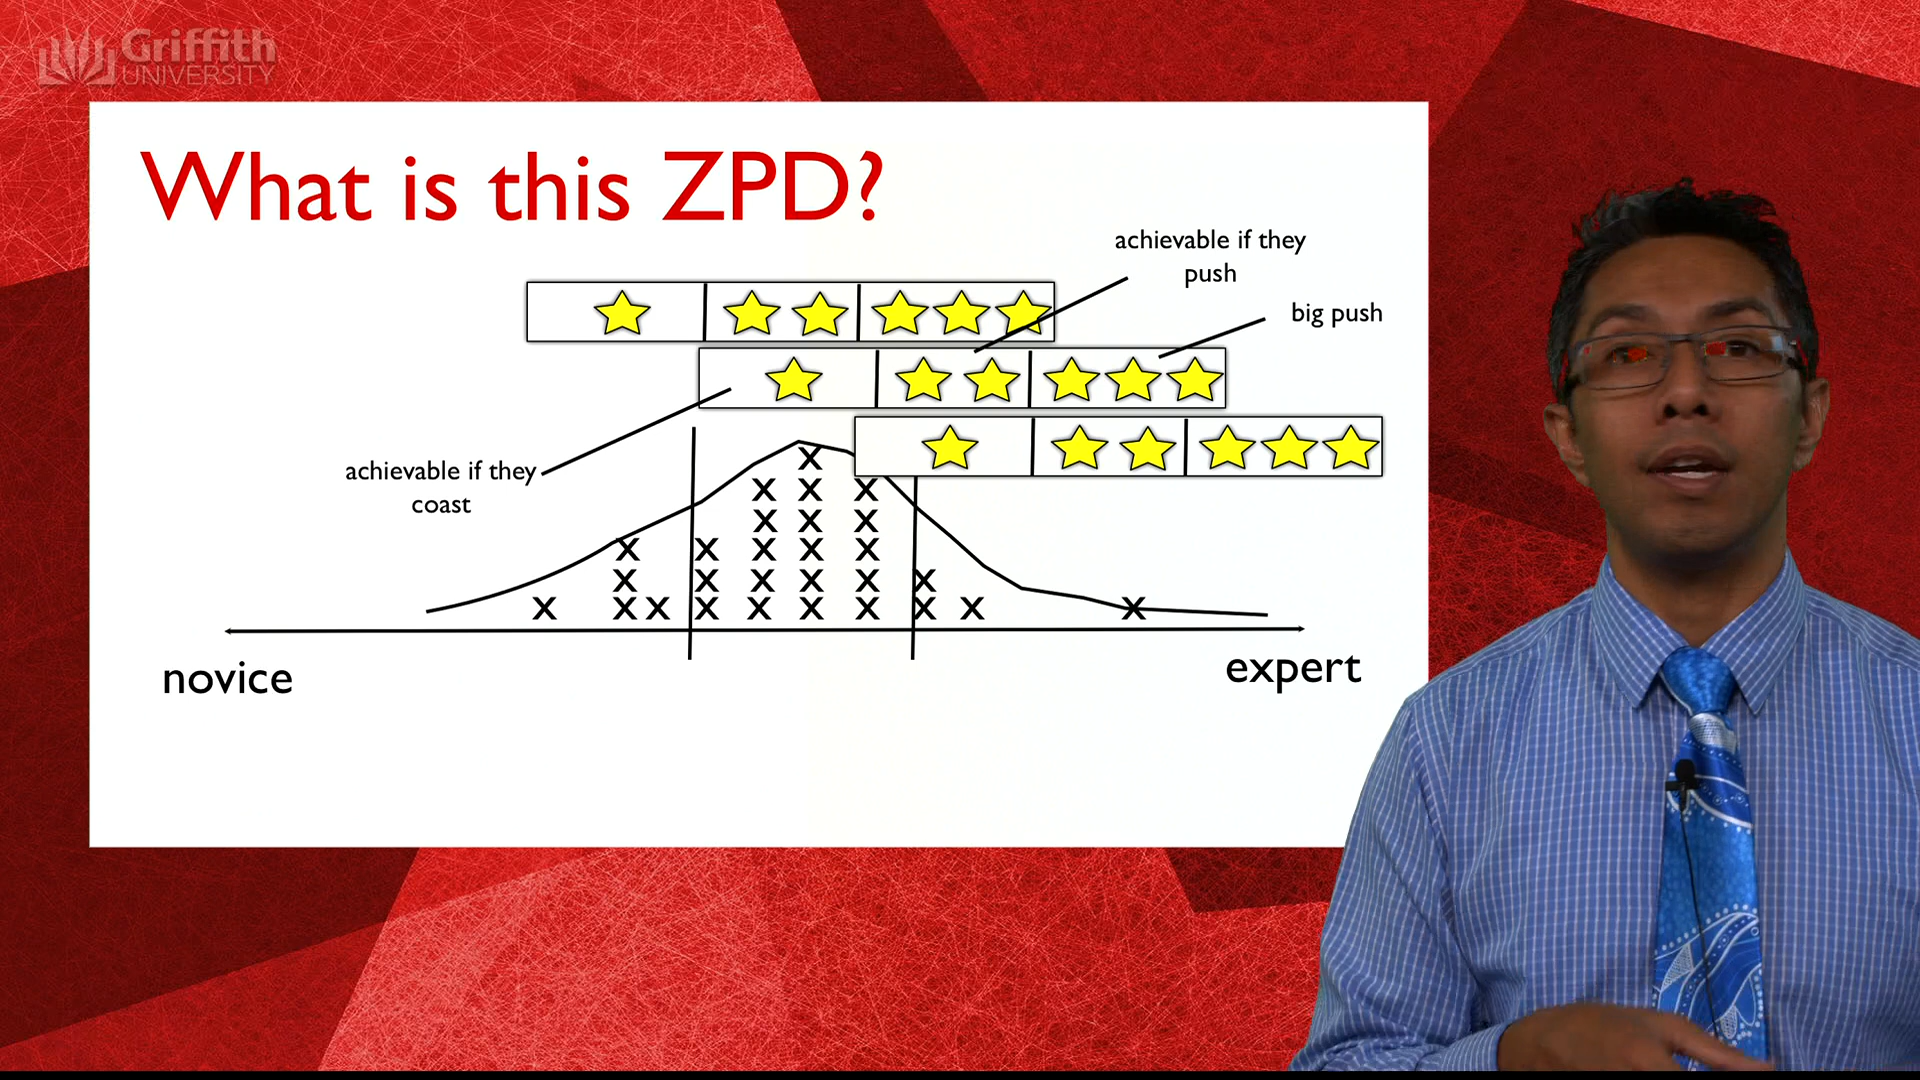 Griffith
UNIVERSITY
What is this ZPD?
achievable if they
push
big push
achievable if they
coast
X
X X X
X X X
X X X X X
X X X X X X
X X X X X X X X X X
novice
expert